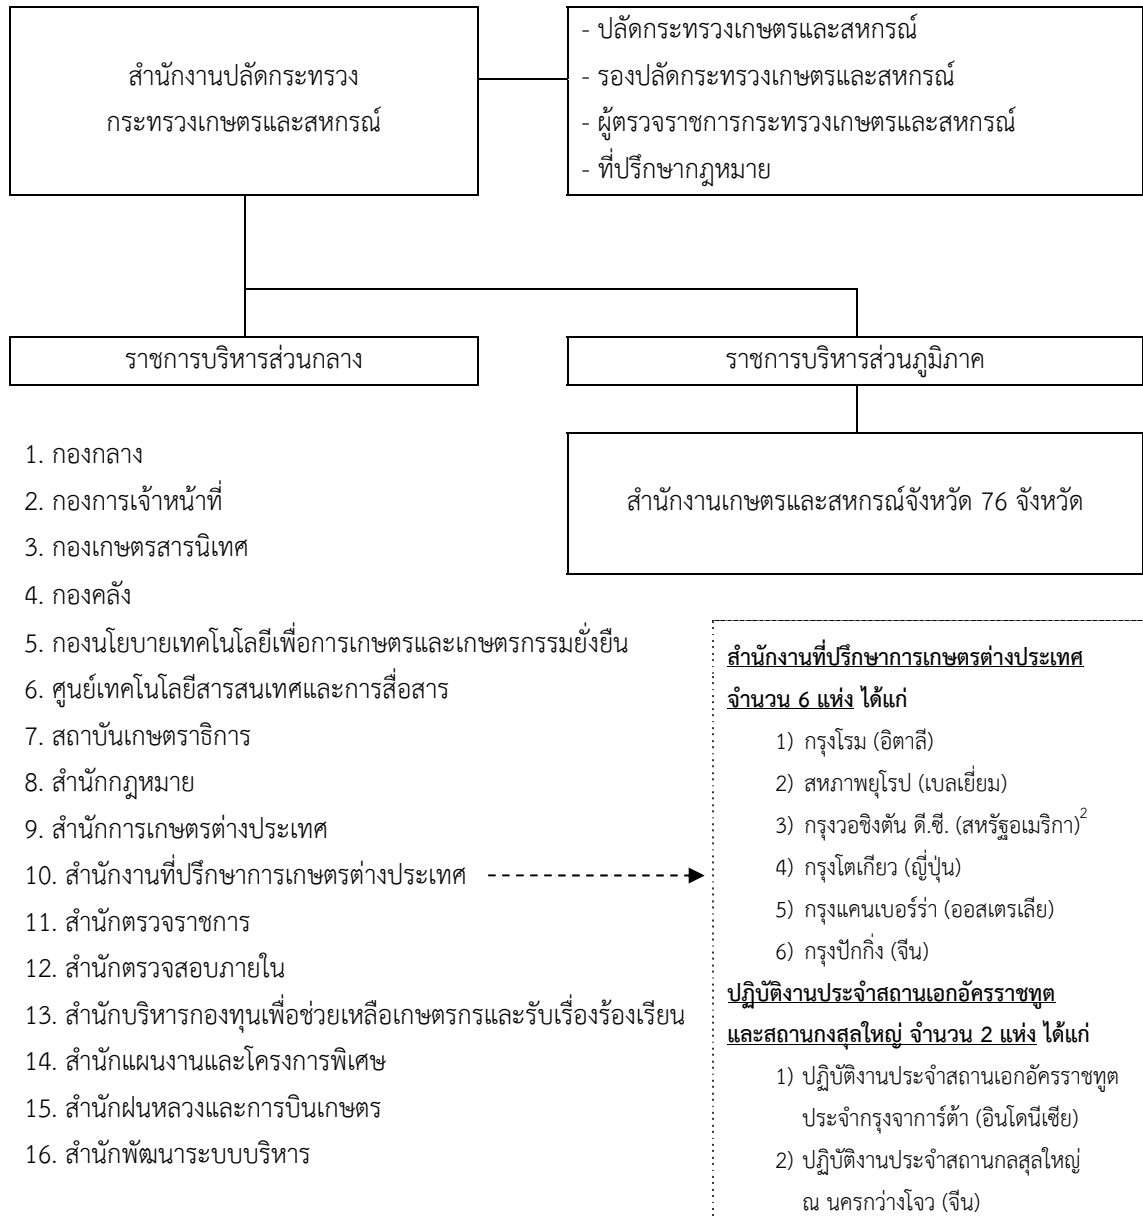 สำนักงานปลัดกระทรวง
กระทรวงเกษตรและสหกรณ์
- ปลัดกระทรวงเกษตรและสหกรณ์
- รองปลัดกระทรวงเกษตรและสหกรณ์
- ผู้ตรวจราชการกระทรวงเกษตรและสหกรณ์
- ที่ปรึกษากฎหมาย
ราชการบริหารส่วนกลาง
ราชการบริหารส่วนภูมิภาค
สำนักงานเกษตรและสหกรณ์จังหวัด 76 จังหวัด
1. กองกลาง
2. กองการเจ้าหน้าที่
3. กองเกษตรสารนิเทศ
4. กองคลัง
5. กองนโยบายเทคโนโลยีเพื่อการเกษตรและเกษตรกรรมยั่งยืน
6. ศูนย์เทคโนโลยีสารสนเทศและการสื่อสาร
7. สถาบันเกษตราธิการ
8. สำนักกฎหมาย
9. สำนักการเกษตรต่างประเทศ
10. สำนักงานที่ปรึกษาการเกษตรต่างประเทศ
11. สำนักตรวจราชการ
12. สำนักตรวจสอบภายใน
13. สำนักบริหารกองทุนเพื่อช่วยเหลือเกษตรกรและรับเรื่องร้องเรียน
14. สำนักแผนงานและโครงการพิเศษ
15. สำนักฝนหลวงและการบินเกษตร
16. สำนักพัฒนาระบบบริหาร
สำนักงานที่ปรึกษาการเกษตรต่างประเทศ
จำนวน 6 แห่ง ได้แก่
1) กรุงโรม (อิตาลี)
2) สหภาพยุโรป (เบลเยี่ยม)
3) กรุงวอชิงตัน ดี.ซี. (สหรัฐอเมริกา)2
4) กรุงโตเกียว (ญี่ปุ่น)
5) กรุงแคนเบอร์ร่า (ออสเตรเลีย)
6) กรุงปักกิ่ง (จีน)
ปฏิบัติงานประจำสถานเอกอัครราชทูต
และสถานกงสุลใหญ่ จำนวน 2 แห่ง ได้แก่
1) ปฏิบัติงานประจำสถานเอกอัครราชทูต
ประจำกรุงจาการ์ต้า (อินโดนีเซีย)
2) ปฏิบัติงานประจำสถานกลสุลใหญ่
ณ นครกว่างโจว (จีน)